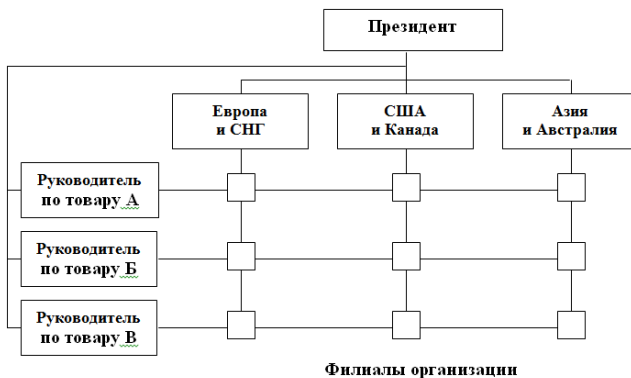 Президент
Европа
и СНГ
США
и Канада
Азия
и Австралия
Руководитель
по товару А
Руководитель
по товару Б
Руководитель
по товару В
Филиалы организации